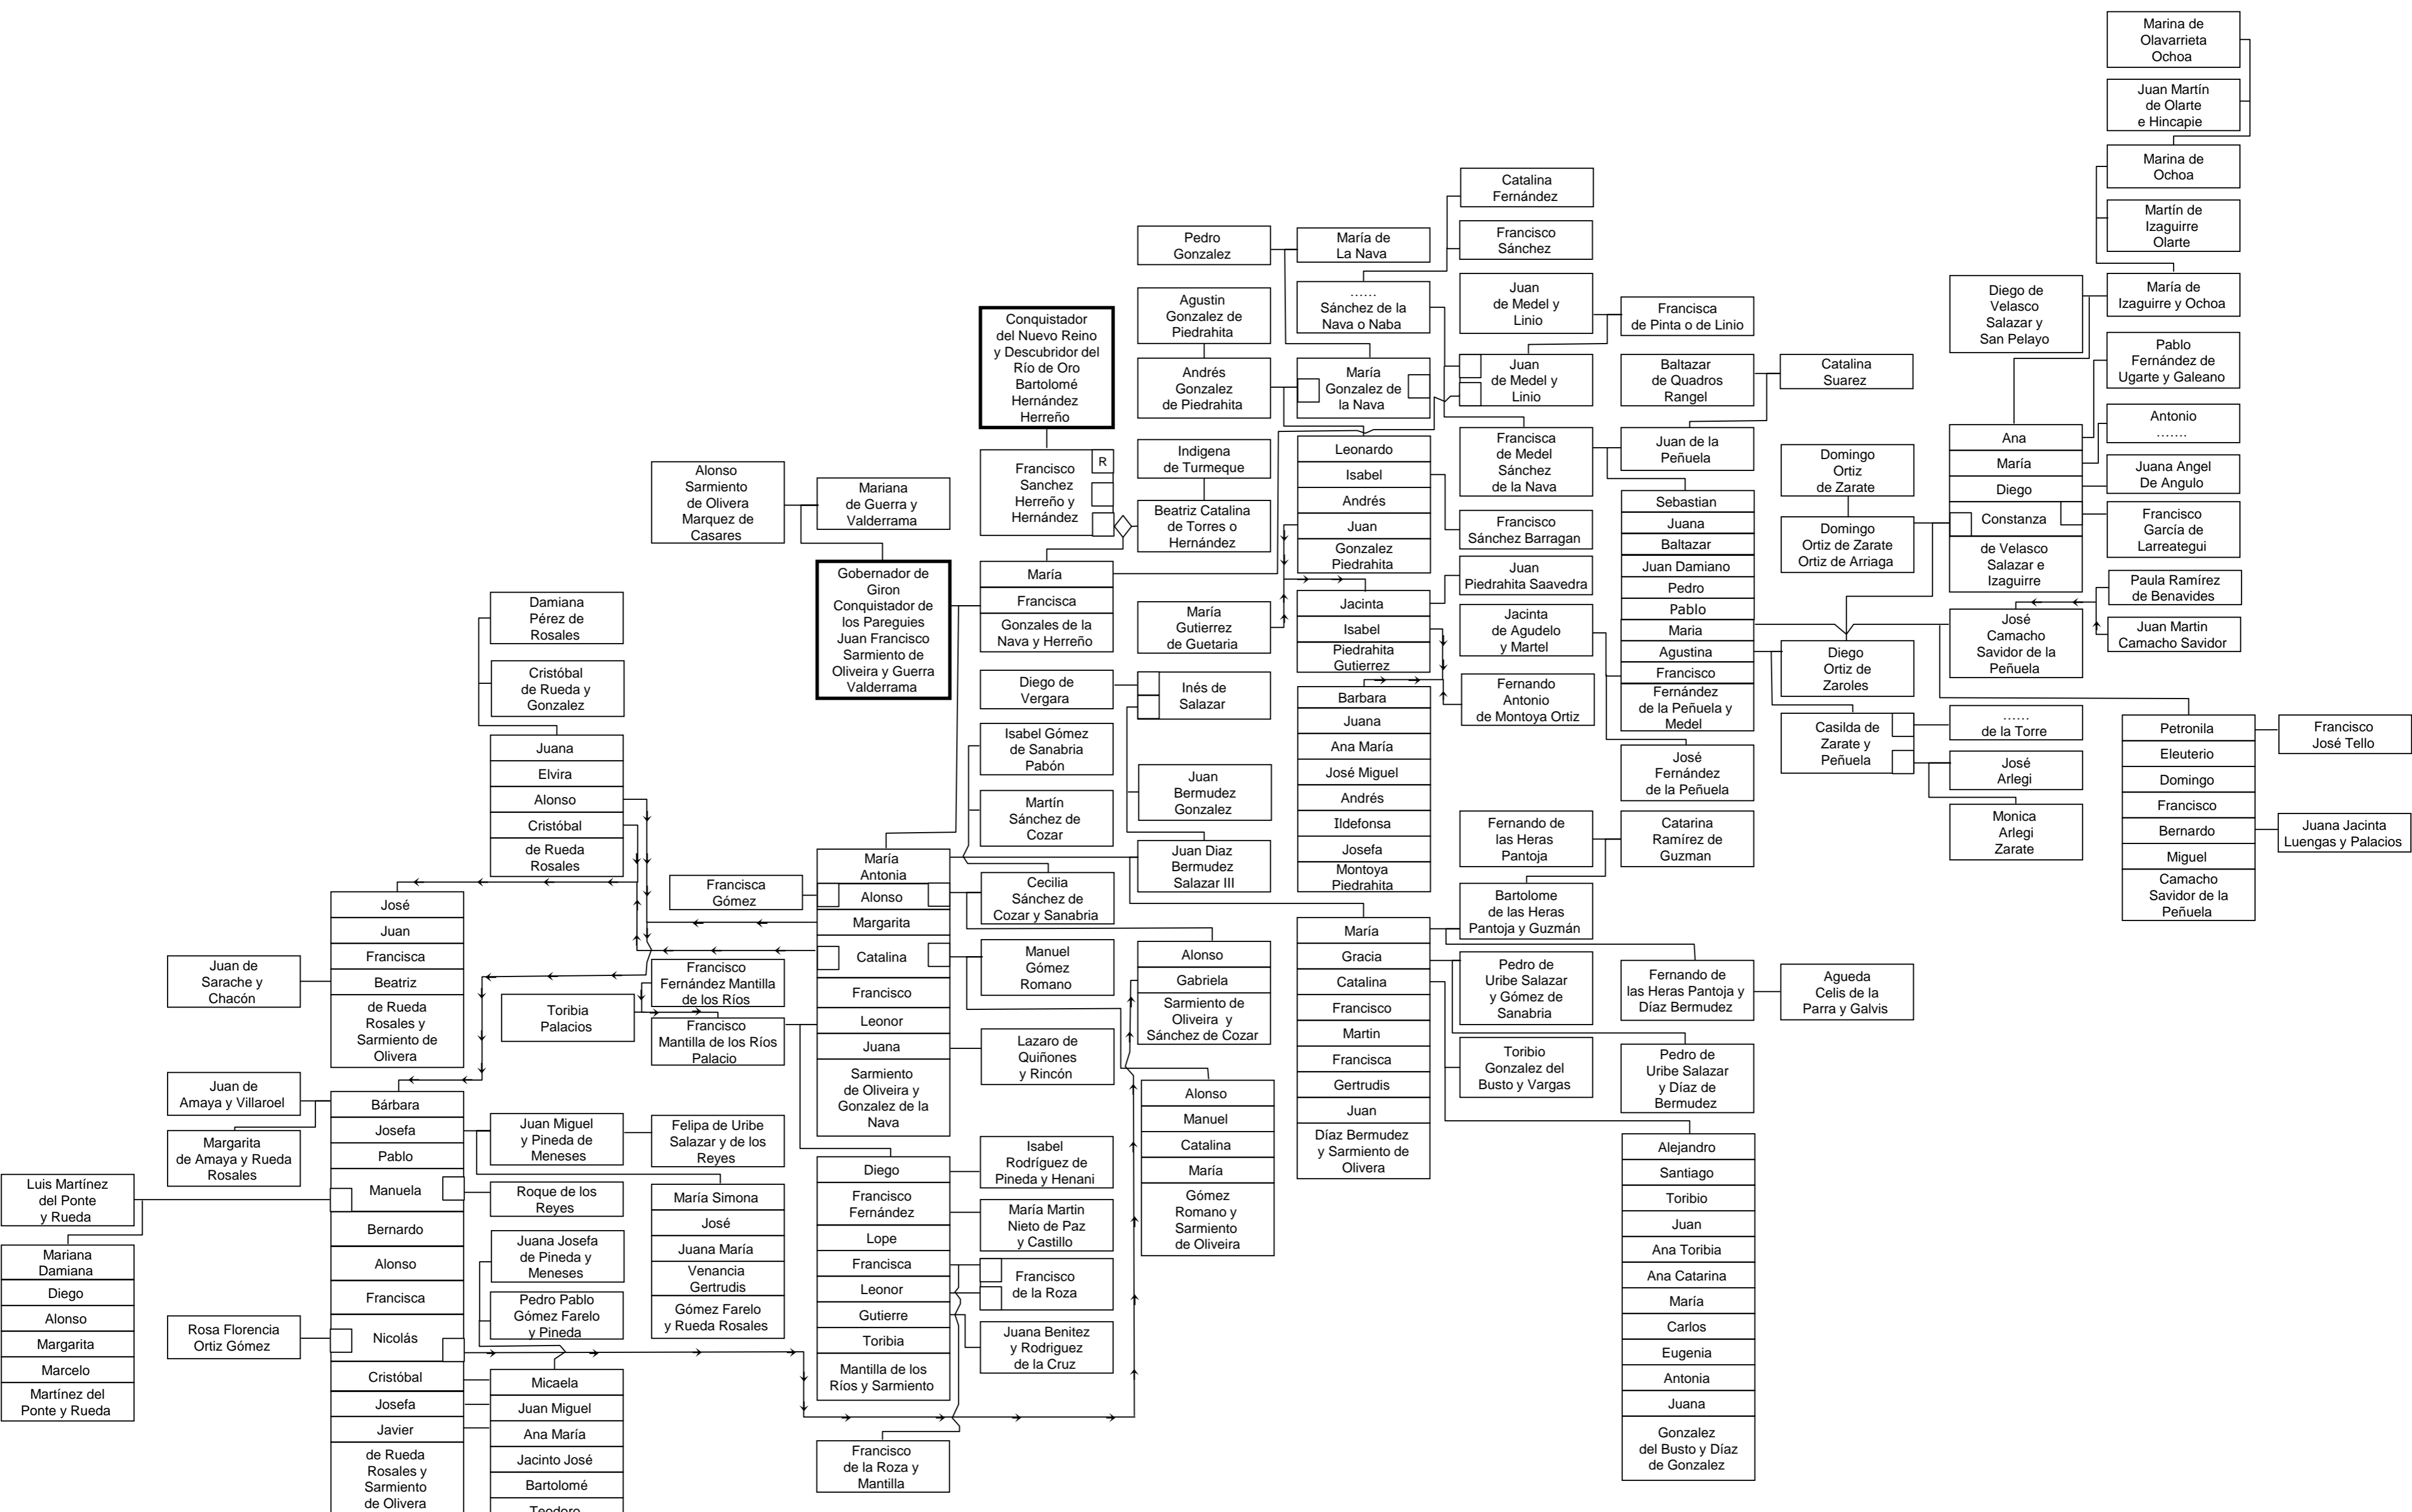 Marina de
Olavarrieta
Ochoa
Juan Martín
de Olarte
e Hincapie
Marina de
Ochoa
Martín de
Izaguirre
Olarte
Catalina
Fernández
Francisco
Sánchez
Pedro
Gonzalez
María de
La Nava
Agustin
Gonzalez de
Piedrahita
......
Sánchez de la
Nava o Naba
Juan
de Medel y
Linio
Francisca
de Pinta o de Linio
Diego de
Velasco
Salazar y
San Pelayo
María de
Izaguirre y Ochoa
Conquistador
del Nuevo Reino
y Descubridor del
Río de Oro
Bartolomé
Hernández
Herreño
Andrés
Gonzalez
de Piedrahita
María
Gonzalez de
la Nava
Juan
de Medel y
Linio
Baltazar
de Quadros
Rangel
Catalina
Suarez
Pablo
Fernández de
Ugarte y Galeano
Antonio
.......
Juana Angel
De Angulo
Francisco
García de
Larreategui
Ana
María
Diego
Constanza
de Velasco
Salazar e
Izaguirre
Francisco
Sanchez
Herreño y
Hernández
R
Indigena
de Turmeque
Beatriz Catalina
de Torres o
Hernández
Leonardo
Isabel
Andrés
Juan
Gonzalez
Piedrahita
Francisca
de Medel
Sánchez
de la Nava
Juan de la
Peñuela
Francisco
Sánchez Barragan
Domingo
Ortiz
de Zarate
Domingo
Ortiz de Zarate
Ortiz de Arriaga
Alonso
Sarmiento
de Olivera
Marquez de
Casares
Mariana
de Guerra y
Valderrama
Gobernador de
Giron
Conquistador de
los Pareguies
Juan Francisco
Sarmiento de
Oliveira y Guerra
Valderrama
María
Francisca
Gonzales de la
Nava y Herreño
María
Gutierrez
de Guetaria
Jacinta
Isabel
Piedrahita
Gutierrez
Juan
Piedrahita Saavedra
Jacinta
de Agudelo
y Martel
Sebastian
Juana
Baltazar
Juan Damiano
Pedro
Pablo
Maria
Agustina
Francisco
Fernández
de la Peñuela y
Medel
Diego
Ortiz de
Zaroles
José
Camacho
Savidor de la
Peñuela
Paula Ramírez
de Benavides
Juan Martin
Camacho Savidor
Damiana
Pérez de
Rosales
Cristóbal
de Rueda y
Gonzalez
Diego de
Vergara
Inés de
Salazar
Fernando
Antonio
de Montoya Ortiz
Isabel Gómez
de Sanabria
Pabón
Martín
Sánchez de
Cozar
Juan
Bermudez
Gonzalez
Barbara
Juana
Ana María
José Miguel
Andrés
Ildefonsa
Josefa
Montoya
Piedrahita
José
Fernández
de la Peñuela
Casilda de
Zarate y
Peñuela
......
de la Torre
José
Arlegi
Monica
Arlegi
Zarate
Petronila
Eleuterio
Domingo
Francisco
Bernardo
Miguel
Camacho
Savidor de la
Peñuela
Francisco
José Tello
Juana Jacinta
Luengas y Palacios
Juana
Elvira
Alonso
Cristóbal
de Rueda
Rosales
Fernando de
las Heras
Pantoja
Catarina
Ramírez de
Guzman
Francisca
Gómez
María
Antonia
Alonso
Margarita
Catalina
Francisco
Leonor
Juana
Sarmiento
de Oliveira y
Gonzalez de la
Nava
Cecilia
Sánchez de
Cozar y Sanabria
Juan Diaz
Bermudez
Salazar III
Bartolome
de las Heras
Pantoja y Guzmán
José
Juan
Francisca
Beatriz
de Rueda
Rosales y
Sarmiento de
Olivera
Juan de
Sarache y
Chacón
Toribia
Palacios
Francisco
Fernández Mantilla
de los Ríos
Francisco
Mantilla de los Ríos
Palacio
Manuel
Gómez
Romano
Lazaro de
Quiñones
y Rincón
Alonso
Gabriela
Sarmiento de
Oliveira y
Sánchez de Cozar
María
Gracia
Catalina
Francisco
Martin
Francisca
Gertrudis
Juan
Díaz Bermudez
y Sarmiento de
Olivera
Pedro de
Uribe Salazar
y Gómez de
Sanabria
Toribio
Gonzalez del
Busto y Vargas
Fernando de
las Heras Pantoja y
Díaz Bermudez
Agueda
Celis de la
Parra y Galvis
Pedro de
Uribe Salazar
y Díaz de
Bermudez
Juan de
Amaya y Villaroel
Margarita
de Amaya y Rueda
Rosales
Luis Martínez
del Ponte
y Rueda
Mariana
Damiana
Diego
Alonso
Margarita
Marcelo
Martínez del
Ponte y Rueda
Rosa Florencia
Ortiz Gómez
Bárbara
Josefa
Pablo
Manuela
Bernardo
Alonso
Francisca
Nicolás
Cristóbal
Josefa
Javier
de Rueda
Rosales y
Sarmiento
de Olivera
Juan Miguel
y Pineda de
Meneses
Felipa de Uribe
Salazar y de los
Reyes
Roque de los
Reyes
Juana Josefa
de Pineda y
Meneses
Pedro Pablo
Gómez Farelo
y Pineda
María Simona
José
Juana María
Venancia
Gertrudis
Gómez Farelo
y Rueda Rosales
Micaela
Juan Miguel
Ana María
Jacinto José
Bartolomé
Teodoro
Diego
Francisco
Fernández
Lope
Francisca
Leonor
Gutierre
Toribia
Mantilla de los
Ríos y Sarmiento
Isabel
Rodríguez de
Pineda y Henani
María Martin
Nieto de Paz
y Castillo
Francisco
de la Roza
Juana Benitez
y Rodriguez
de la Cruz
Francisco
de la Roza y
Mantilla
Alonso
Manuel
Catalina
María
Gómez
Romano y
Sarmiento
de Oliveira
Alejandro
Santiago
Toribio
Juan
Ana Toribia
Ana Catarina
María
Carlos
Eugenia
Antonia
Juana
Gonzalez
del Busto y Díaz
de Gonzalez